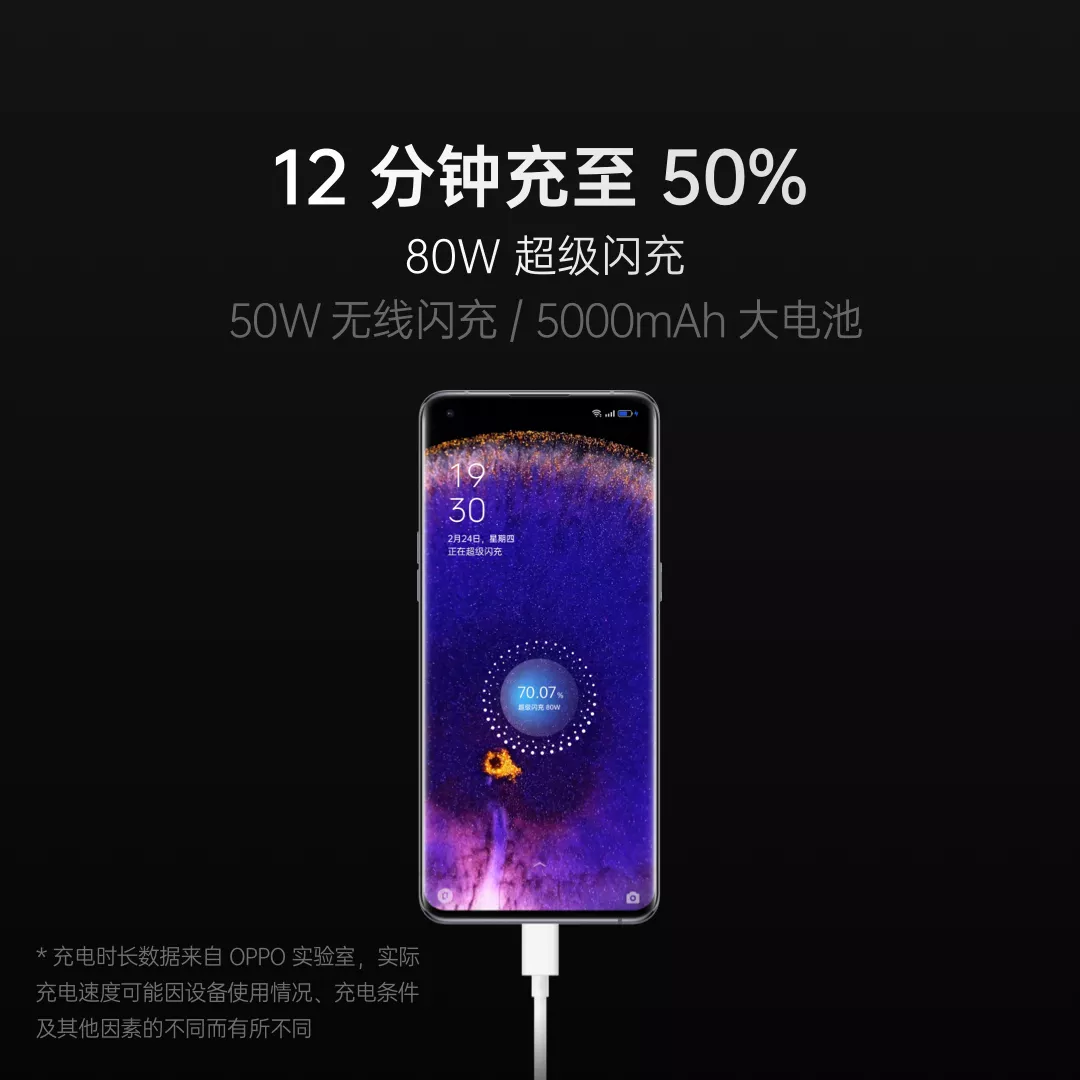 12 分钟充至 50%
80W 超级闪充
50W 无线闪充 / 5000mAh 大电池
19
30
2月24日，星期四
正在超级闪充
70.07%
超级闪充 80W
* 充电时长数据来自 OPPO 实验室，实际
充电速度可能因设备使用情况、充电条件
及其他因素的不同而有所不同